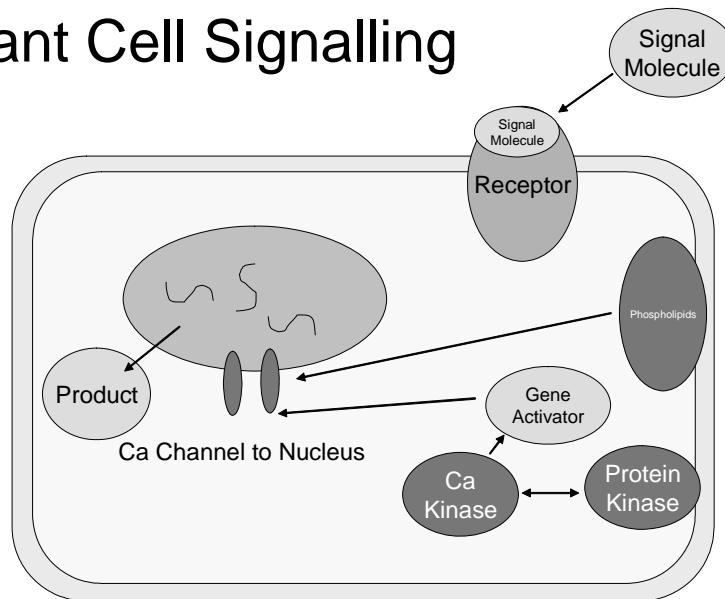 ant Cell Signalling
Signal
Molecule
Signal
Molecule
Receptor
Phospholipids
Product
Gene
Activator
Ca Channel to Nucleus
Ca
Kinase
Protein
Kinase